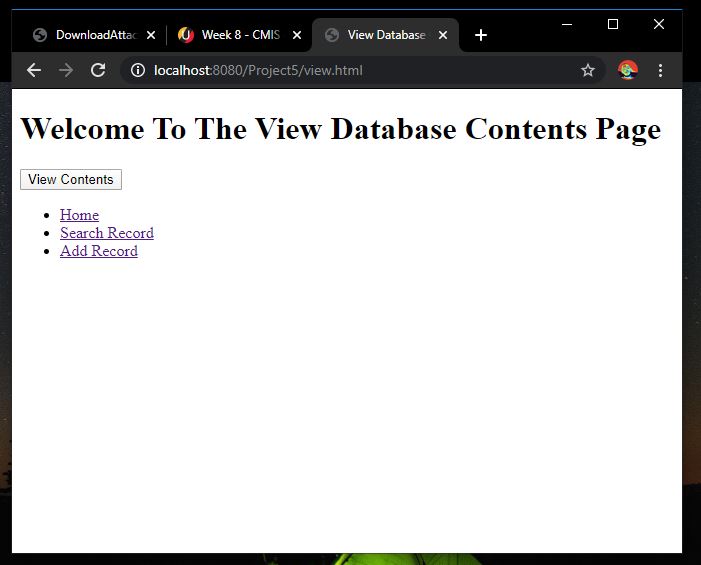 DownloadAttac
Week 8 - CMIS
View Database
localhost:8080/Project5/view.html
Welcome To The View Database Contents Page
View Contents
Home
Search Record
Add Record